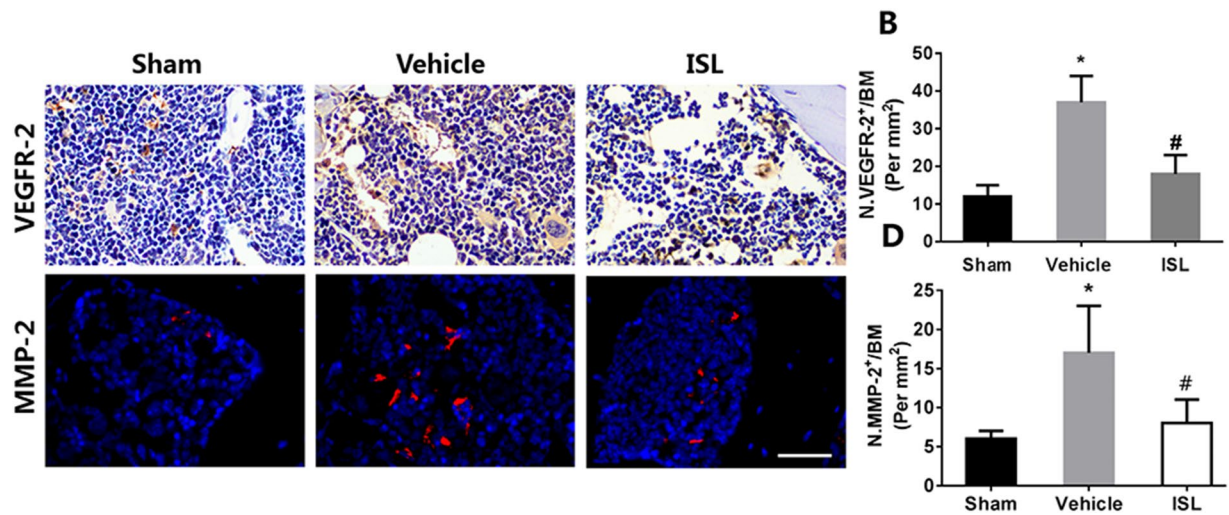 Sham Vehicle ISL
VEGFR-2
MMP-2
B
N.VEGFR-2⁺/BM
(Per mm²)
50
40
30
20
10
0
*
#
Sham Vehicle ISL
D
N.MMP-2⁺/BM
(Per mm²)
25
20
15
10
5
0
*
#
Sham Vehicle ISL